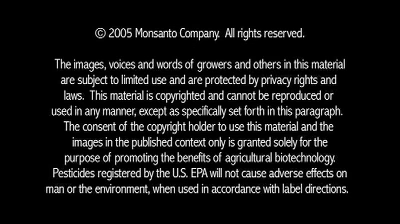 © 2005 Monsanto Company.  All rights reserved.
The images, voices and words of growers and others in this material
are subject to limited use and are protected by privacy rights and
laws.  This material is copyrighted and cannot be reproduced or
used in any manner, except as specifically set forth in this paragraph.
The consent of the copyright holder to use this material and the
images in the published context only is granted solely for the
purpose of promoting the benefits of agricultural biotechnology.
Pesticides registered by the U.S. EPA will not cause adverse effects on
man or the environment, when used in accordance with label directions.